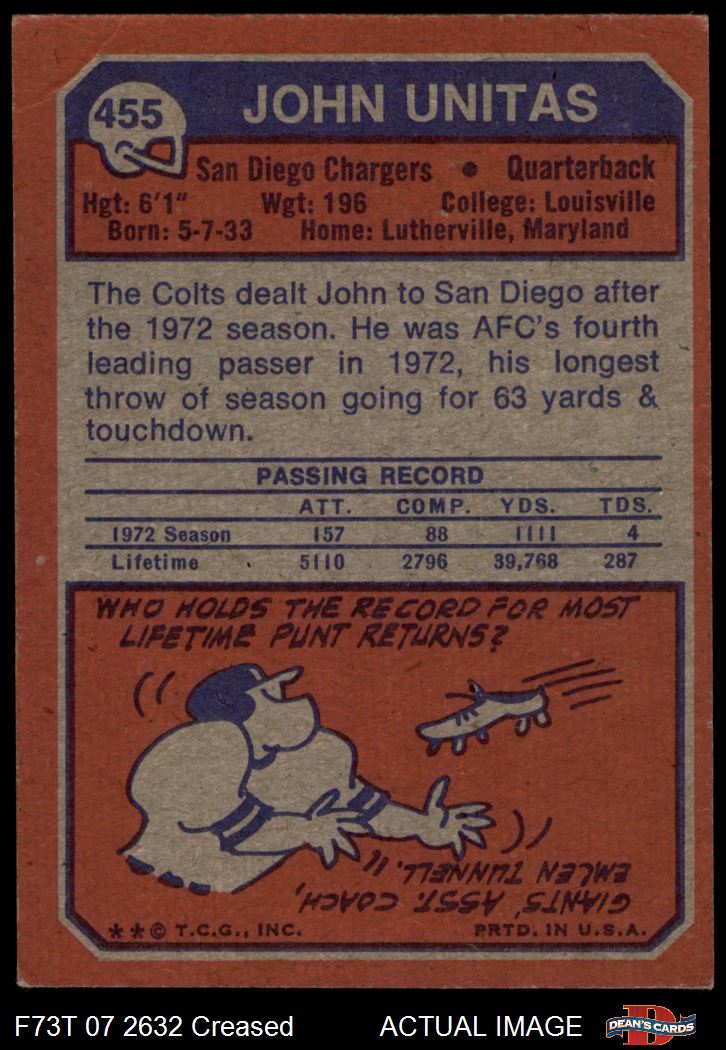 455
JOHN UNITAS
San Diego Chargers • Quarterback
Hgt: 6'1" Wgt: 196 College: Louisville
Born: 5-7-33 Home: Lutherville, Maryland
The Colts dealt John to San Diego after
the 1972 season. He was AFC's fourth
leading passer in 1972, his longest
throw of season going for 63 yards &
touchdown.
PASSING RECORD
ATT. COMP. YDS. TDS.
1972 Season 157 88 1111 4
Lifetime 5110 2796 39,768 287
WHO HOLDS THE RECORD FOR MOST
LIFETIME PUNT RETURNS?
GIANTS' ASST. COACH,
EMLEN TUNNELL.
**© T.C.G., INC. PRTD. IN U.S.A.
F73T 07 2632 Creased ACTUAL IMAGE
DEAN'S CARDS